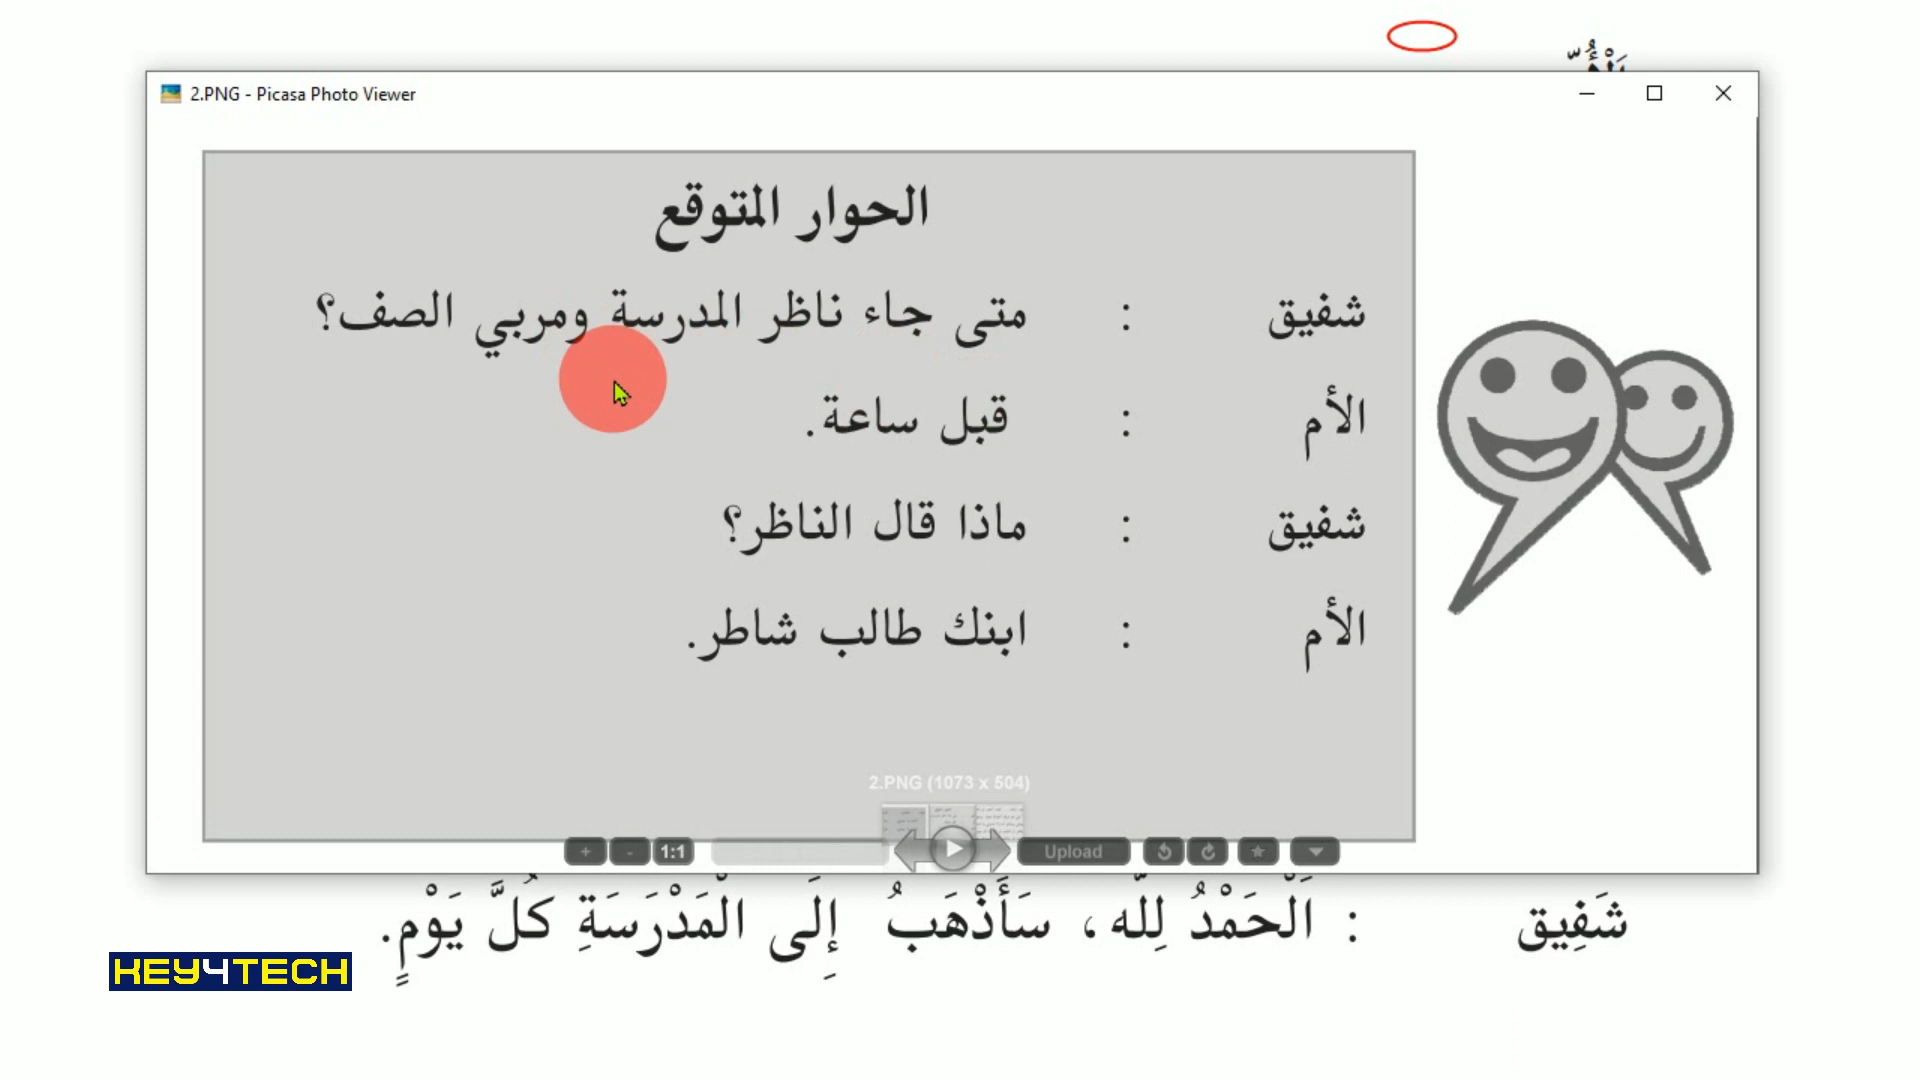 2.PNG - Picasa Photo Viewer
الحوار المتوقع
شفيق : متى جاء ناظر المدرسة ومربي الصف؟
الأم : قبل ساعة.
شفيق : ماذا قال الناظر؟
الأم : ابنك طالب شاطر.
2.PNG (1073 x 504)
+ - 1:1 Upload
شَفِيق : اَلْحَمْدُ لِلّه، سَأَذْهَبُ إِلَى الْمَدْرَسَةِ كُلَّ يَوْمٍ.
KEY4TECH